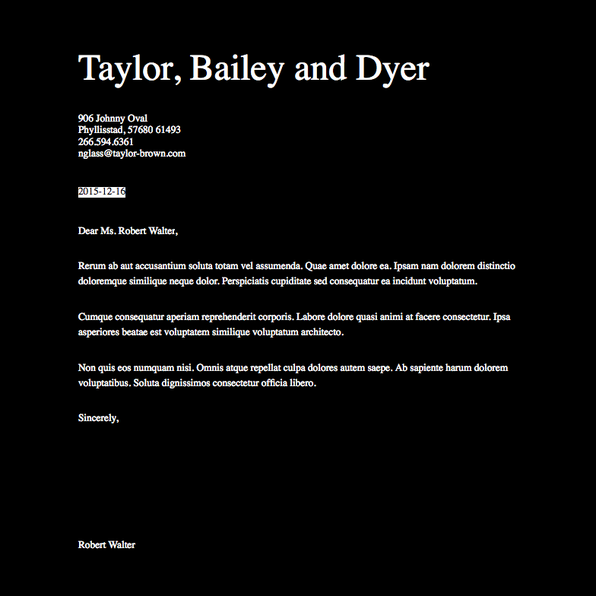 Taylor, Bailey and Dyer
906 Johnny Oval
Phyllisstad, 57680 61493
266.594.6361
nglass@taylor-brown.com
2015-12-16
Dear Ms. Robert Walter,
Rerum ab aut accusantium soluta totam vel assumenda. Quae amet dolore ea. Ipsam nam dolorem distinctio
doloremque similique neque dolor. Perspiciatis cupiditate sed consequatur ea incidunt voluptatum.
Cumque consequatur aperiam reprehenderit corporis. Labore dolore quasi animi at facere consectetur. Ipsa
asperiores beatae est voluptatem similique voluptatum architecto.
Non quis eos numquam nisi. Omnis atque repellat culpa dolores autem saepe. Ab sapiente harum dolorem
voluptatibus. Soluta dignissimos consectetur officia libero.
Sincerely,
Robert Walter